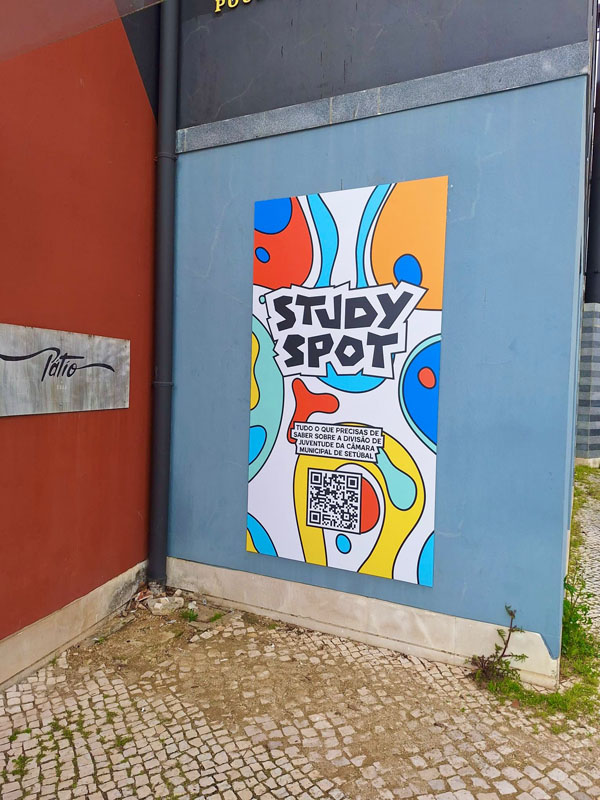 STUDY
SPOT
TUDO O QUE PRECISAS DE
SABER SOBRE A DIVISÃO DE
JUVENTUDE DA CÂMARA
MUNICIPAL DE SETÚBAL
Pátio